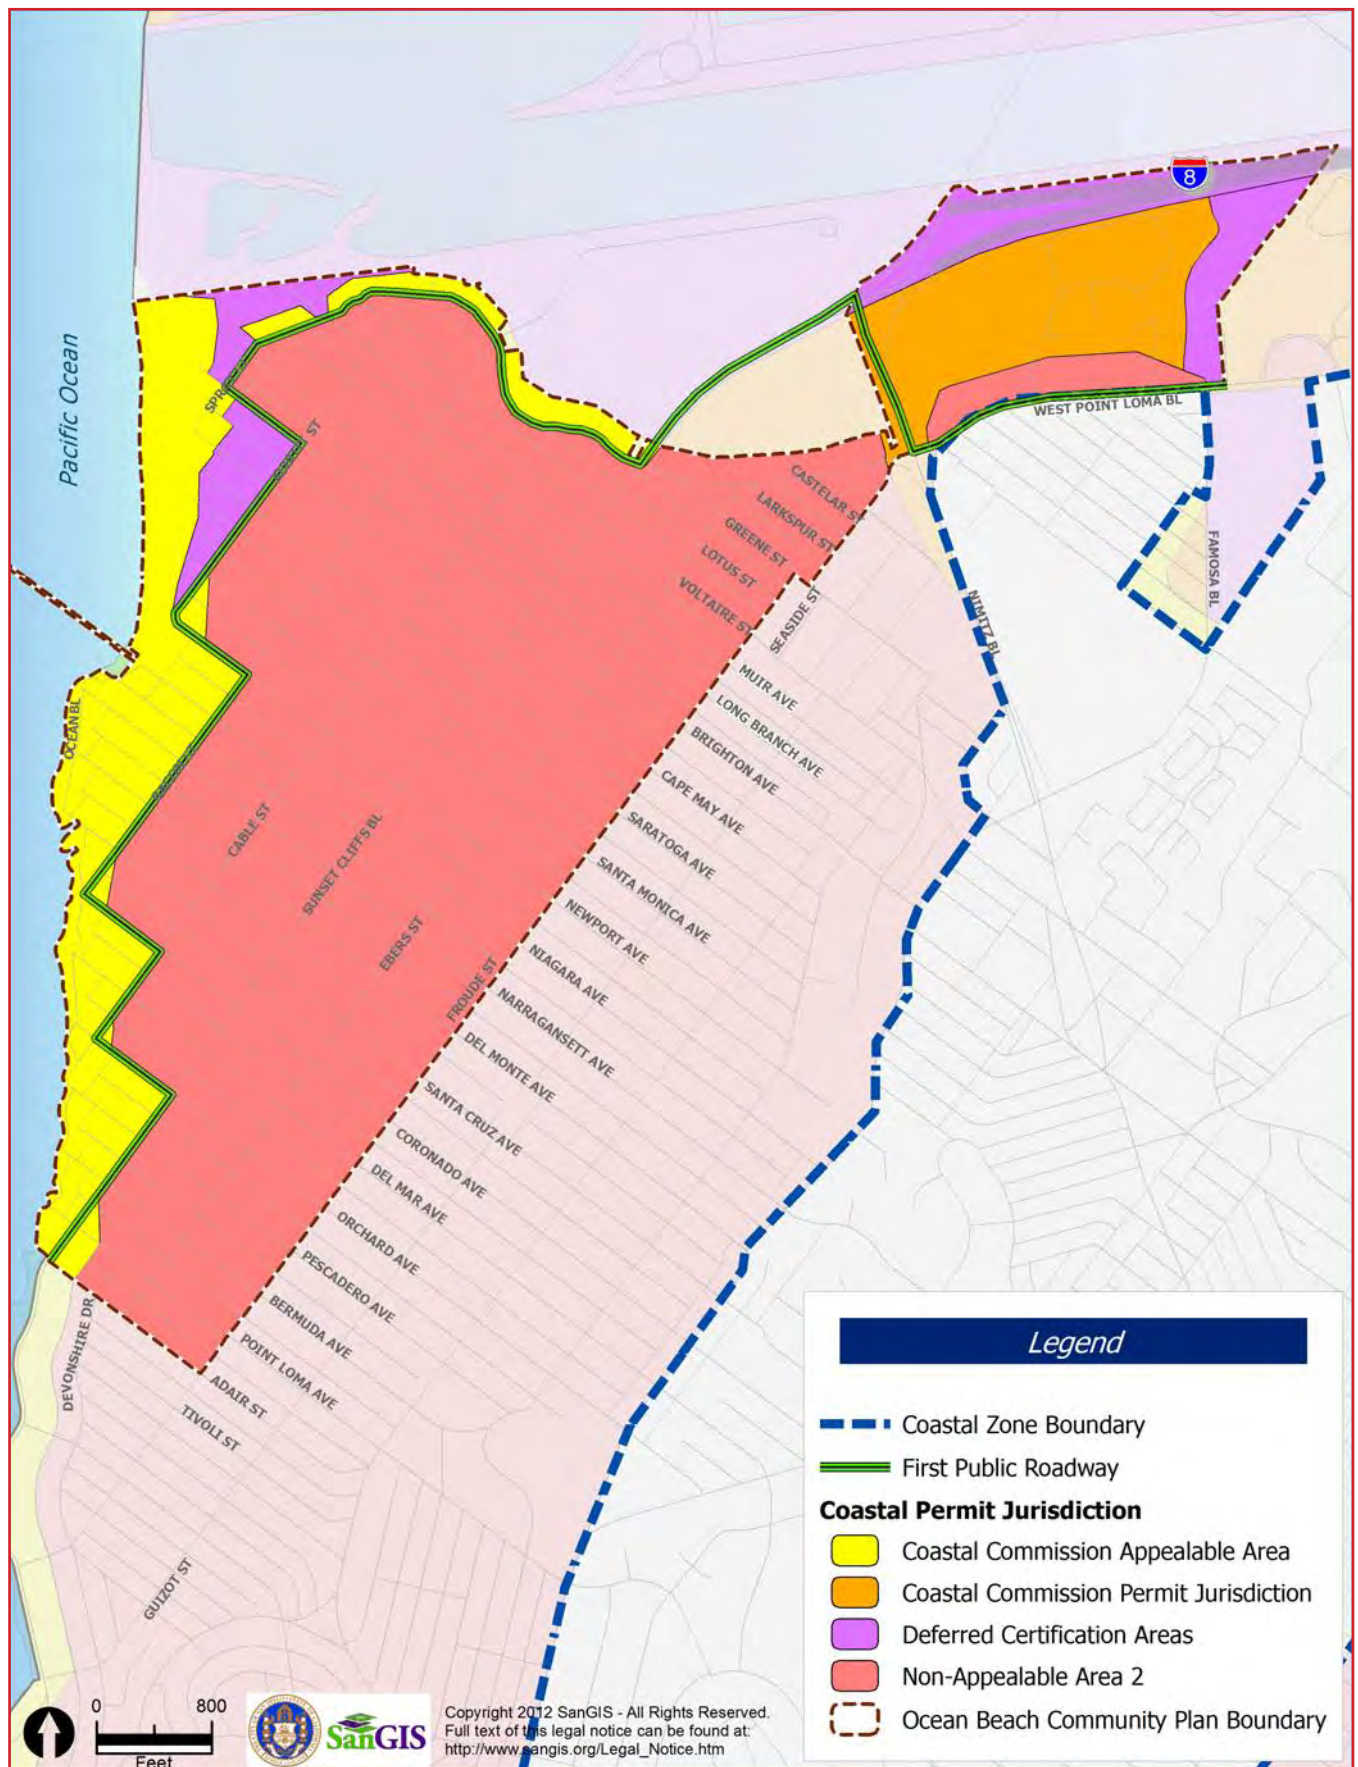 8
Pacific Ocean
WEST POINT LOMA BL
CASTELAR ST
LARKSPUR ST
GREENE ST
LOTUS ST
VOLTAIRE ST
SEASIDE ST
NIMITZ BL
FAMOSA BL
MUIR AVE
LONG BRANCH AVE
BRIGHTON AVE
CAPE MAY AVE
SARATOGA AVE
SANTA MONICA AVE
NEWPORT AVE
NIAGARA AVE
NARRAGANSETT AVE
DEL MONTE AVE
SANTA CRUZ AVE
CORONADO AVE
DEL MAR AVE
ORCHARD AVE
PESCADERO AVE
BERMUDA AVE
POINT LOMA AVE
ADAIR ST
TIVOLI ST
GUIZOT ST
DEVONSHIRE DR
OCEAN BL
CABLE ST
SUNSET CLIFFS BL
EBERS ST
FROUDE ST
Legend
Coastal Zone Boundary
First Public Roadway
Coastal Permit Jurisdiction
Coastal Commission Appealable Area
Coastal Commission Permit Jurisdiction
Deferred Certification Areas
Non-Appealable Area 2
Ocean Beach Community Plan Boundary
0 800
Feet
SanGIS
Copyright 2012 SanGIS - All Rights Reserved.
Full text of this legal notice can be found at:
http://www.sangis.org/Legal_Notice.htm